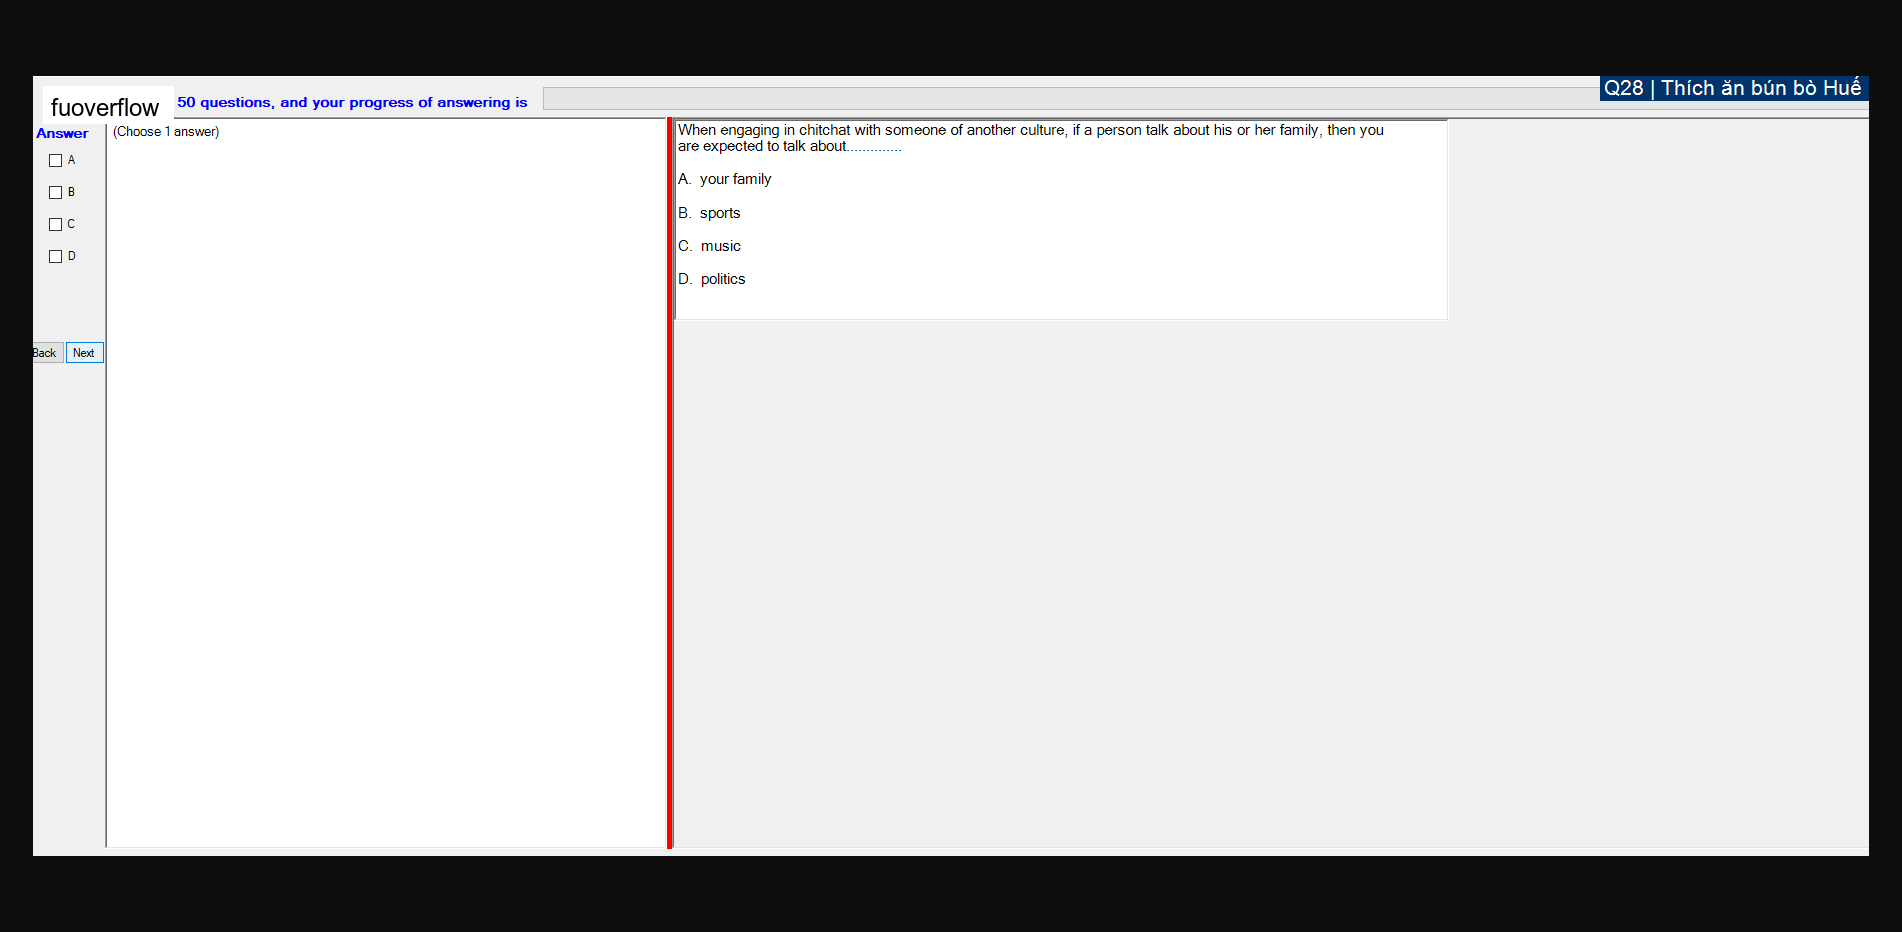 Q28 | Thích ăn bún bò Huế
fuoverflow 50 questions, and your progress of answering is
Answer
(Choose 1 answer)
A
B
C
D
Back Next
When engaging in chitchat with someone of another culture, if a person talk about his or her family, then you
are expected to talk about..............
A. your family
B. sports
C. music
D. politics